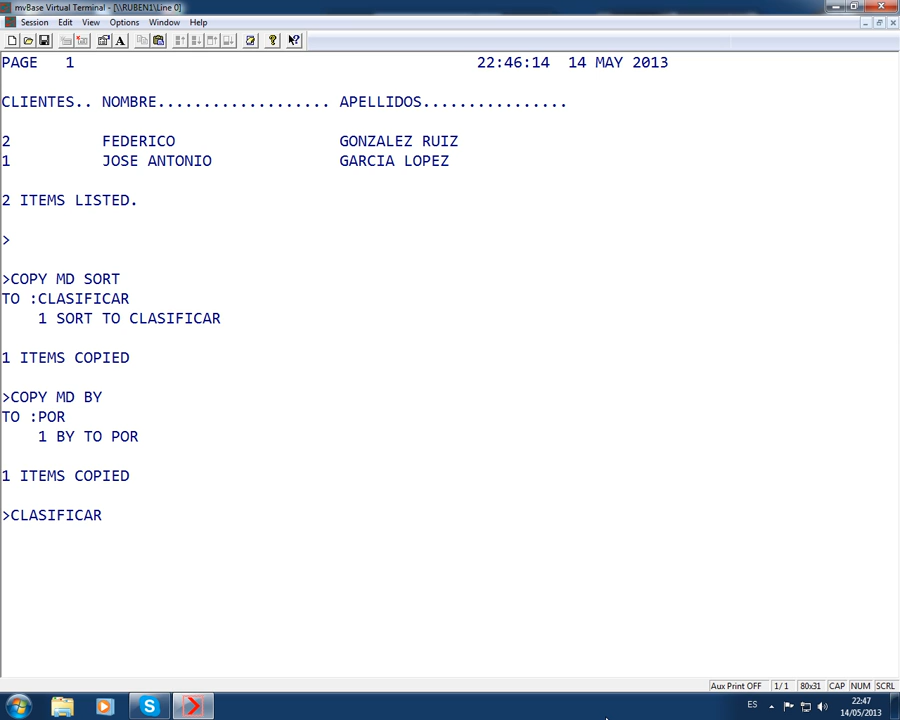 mvBase Virtual Terminal - [\\RUBEN1\Line 0]
Session Edit View Options Window Help
PAGE 1 22:46:14 14 MAY 2013
CLIENTES.. NOMBRE................... APELLIDOS................
2 FEDERICO GONZALEZ RUIZ
1 JOSE ANTONIO GARCIA LOPEZ
2 ITEMS LISTED.
>
>COPY MD SORT
TO :CLASIFICAR
1 SORT TO CLASIFICAR
1 ITEMS COPIED
>COPY MD BY
TO :POR
1 BY TO POR
1 ITEMS COPIED
>CLASIFICAR
Aux Print OFF 1/1 80x31 CAP NUM SCRL
ES 22:47
14/05/2013